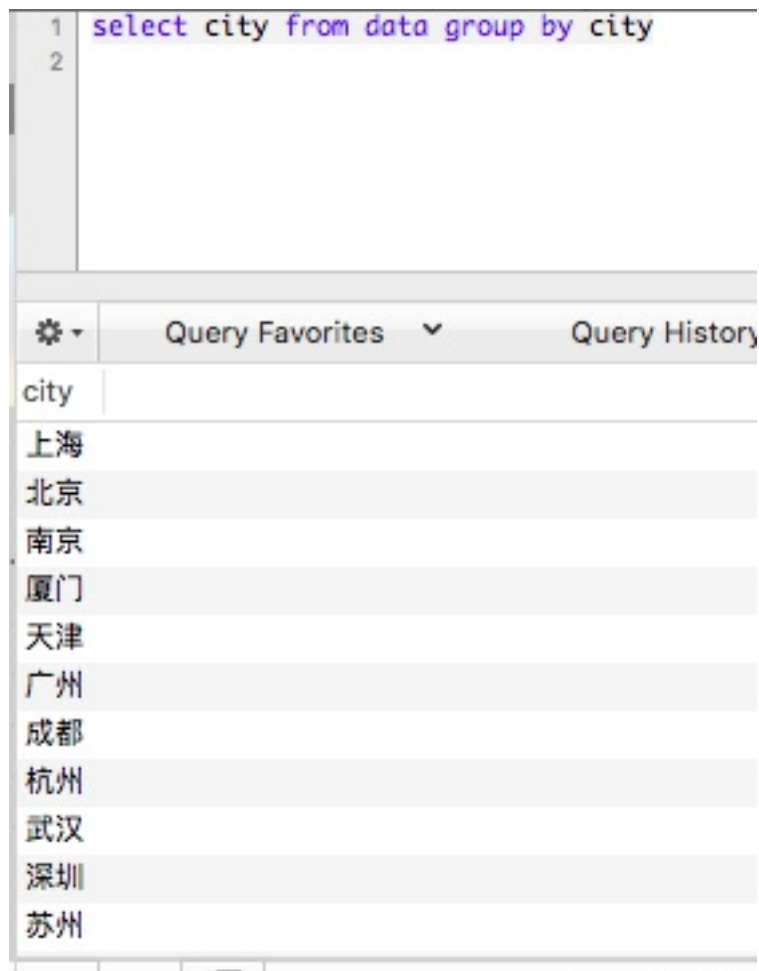 1 select city from data group by city
2
Query Favorites Query History
city
上海
北京
南京
厦门
天津
广州
成都
杭州
武汉
深圳
苏州